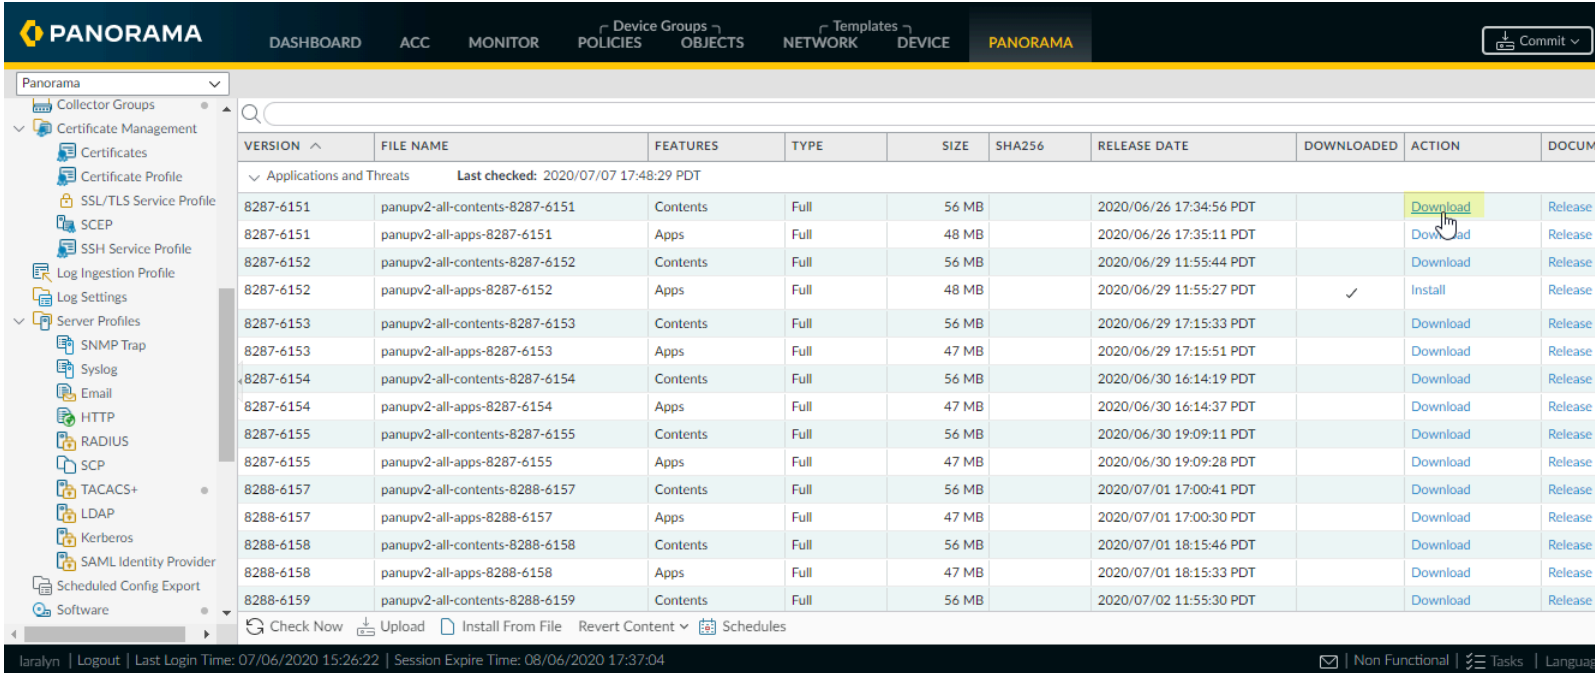 PANORAMA
Device Groups
Templates
DASHBOARD ACC MONITOR POLICIES OBJECTS NETWORK DEVICE PANORAMA
Commit
Panorama
Collector Groups
Certificate Management
Certificates
Certificate Profile
SSL/TLS Service Profile
SCEP
SSH Service Profile
Log Ingestion Profile
Log Settings
Server Profiles
SNMP Trap
Syslog
Email
HTTP
RADIUS
SCP
TACACS+
LDAP
Kerberos
SAML Identity Provider
Scheduled Config Export
Software
VERSION FILE NAME FEATURES TYPE SIZE SHA256 RELEASE DATE DOWNLOADED ACTION DOCUM
Applications and Threats Last checked: 2020/07/07 17:48:29 PDT
8287-6151 panupv2-all-contents-8287-6151 Contents Full 56 MB 2020/06/26 17:34:56 PDT Download Release
8287-6151 panupv2-all-apps-8287-6151 Apps Full 48 MB 2020/06/26 17:35:11 PDT Download Release
8287-6152 panupv2-all-contents-8287-6152 Contents Full 56 MB 2020/06/29 11:55:44 PDT Download Release
8287-6152 panupv2-all-apps-8287-6152 Apps Full 48 MB 2020/06/29 11:55:27 PDT ✓ Install Release
8287-6153 panupv2-all-contents-8287-6153 Contents Full 56 MB 2020/06/29 17:15:33 PDT Download Release
8287-6153 panupv2-all-apps-8287-6153 Apps Full 47 MB 2020/06/29 17:15:51 PDT Download Release
8287-6154 panupv2-all-contents-8287-6154 Contents Full 56 MB 2020/06/30 16:14:19 PDT Download Release
8287-6154 panupv2-all-apps-8287-6154 Apps Full 47 MB 2020/06/30 16:14:37 PDT Download Release
8287-6155 panupv2-all-contents-8287-6155 Contents Full 56 MB 2020/06/30 19:09:11 PDT Download Release
8287-6155 panupv2-all-apps-8287-6155 Apps Full 47 MB 2020/06/30 19:09:28 PDT Download Release
8288-6157 panupv2-all-contents-8288-6157 Contents Full 56 MB 2020/07/01 17:00:41 PDT Download Release
8288-6157 panupv2-all-apps-8288-6157 Apps Full 47 MB 2020/07/01 17:00:30 PDT Download Release
8288-6158 panupv2-all-contents-8288-6158 Contents Full 56 MB 2020/07/01 18:15:46 PDT Download Release
8288-6158 panupv2-all-apps-8288-6158 Apps Full 47 MB 2020/07/01 18:15:33 PDT Download Release
8288-6159 panupv2-all-contents-8288-6159 Contents Full 56 MB 2020/07/02 11:55:30 PDT Download Release
Check Now Upload Install From File Revert Content Schedules
laralyn | Logout | Last Login Time: 07/06/2020 15:26:22 | Session Expire Time: 08/06/2020 17:37:04 | Non Functional | Tasks | Languag